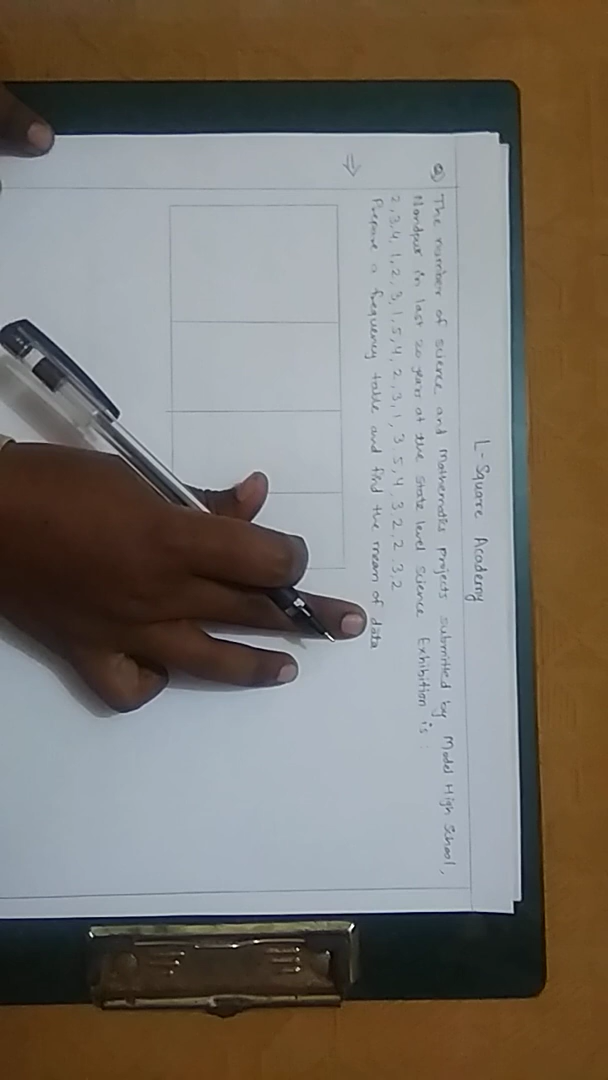 L-Square Academy
Q) The number of science and Mathematics projects submitted by Model High School,
Nandpur in last 20 years at the state level science Exhibition is :
2,3,4,1,2,3,1,5,4,2,3,1,3,5,4,3,2,2,3,2
Prepare a frequency table and find the mean of data
⇒